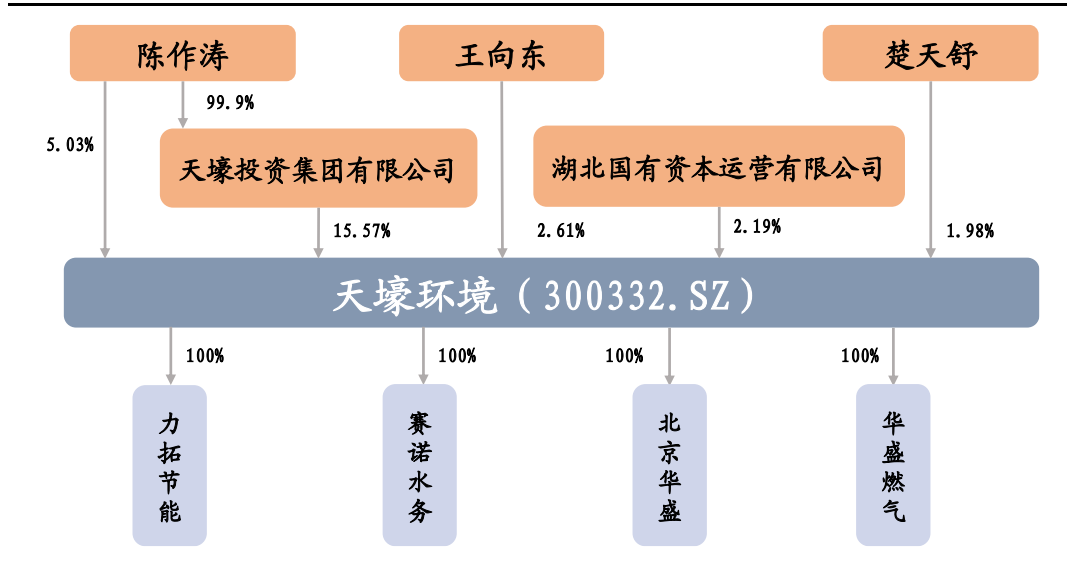 陈作涛
王向东
楚天舒
99.9%
5.03%
天壕投资集团有限公司
湖北国有资本运营有限公司
15.57%
2.61%
2.19%
1.98%
天壕环境（300332.SZ）
100%
100%
100%
100%
力拓节能
赛诺水务
北京华盛
华盛燃气